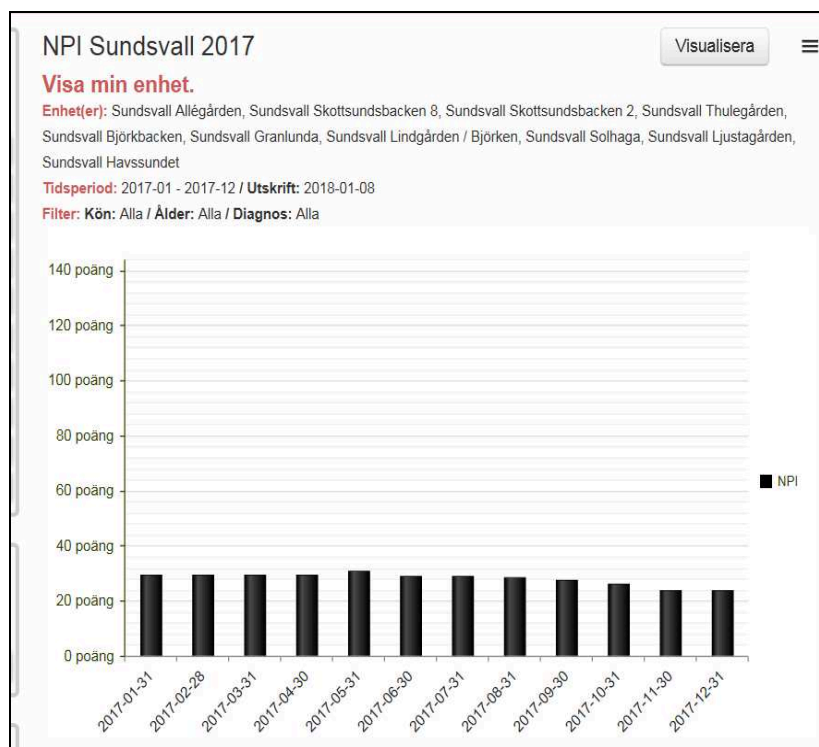 NPI Sundsvall 2017
Visualisera
Visa min enhet.
Enhet(er): Sundsvall Allégården, Sundsvall Skottsundsbacken 8, Sundsvall Skottsundsbacken 2, Sundsvall Thulegården,
Sundsvall Björkbacken, Sundsvall Granlunda, Sundsvall Lindgården / Björken, Sundsvall Solhaga, Sundsvall Ljustagården,
Sundsvall Havssundet
Tidsperiod: 2017-01 - 2017-12 / Utskrift: 2018-01-08
Filter: Kön: Alla / Ålder: Alla / Diagnos: Alla
140 poäng
120 poäng
100 poäng
80 poäng
60 poäng
40 poäng
20 poäng
0 poäng
NPI
2017-01-31
2017-02-28
2017-03-31
2017-04-30
2017-05-31
2017-06-30
2017-07-31
2017-08-31
2017-09-30
2017-10-31
2017-11-30
2017-12-31